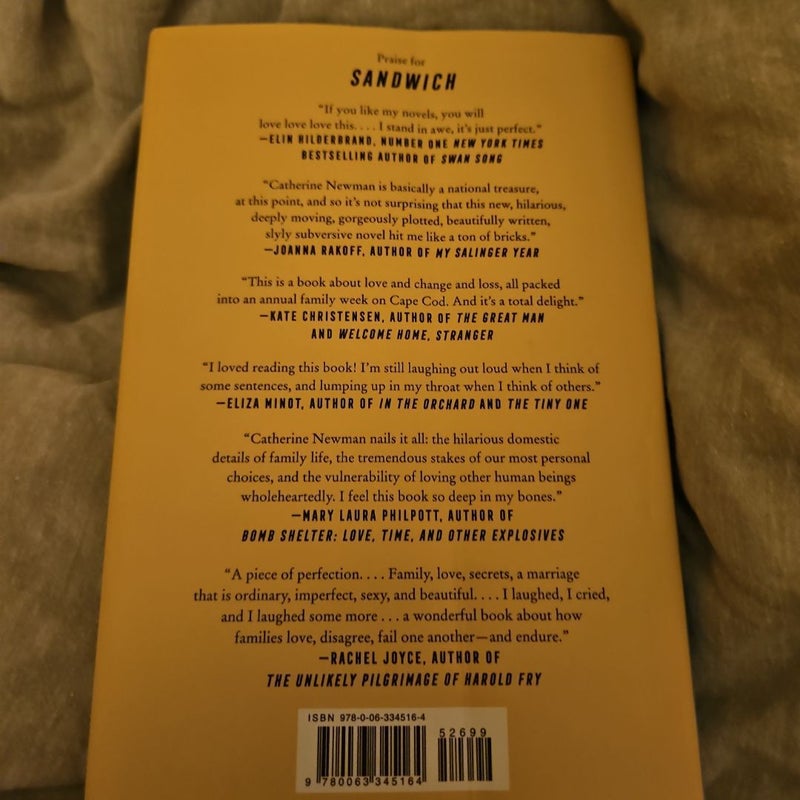 Praise for
SANDWICH
“If you like my novels, you will
love love love this. . . . I stand in awe, it’s just perfect.”
—ELIN HILDERBRAND, NUMBER ONE NEW YORK TIMES
BESTSELLING AUTHOR OF SWAN SONG
“Catherine Newman is basically a national treasure,
at this point, and so it’s not surprising that this new, hilarious,
deeply moving, gorgeously plotted, beautifully written,
slyly subversive novel hit me like a ton of bricks.”
—JOANNA RAKOFF, AUTHOR OF MY SALINGER YEAR
“This is a book about love and change and loss, all packed
into an annual family week on Cape Cod. And it’s a total delight.”
—KATE CHRISTENSEN, AUTHOR OF THE GREAT MAN
AND WELCOME HOME, STRANGER
“I loved reading this book! I’m still laughing out loud when I think of
some sentences, and lumping up in my throat when I think of others.”
—ELIZA MINOT, AUTHOR OF IN THE ORCHARD AND THE TINY ONE
“Catherine Newman nails it all: the hilarious domestic
details of family life, the tremendous stakes of our most personal
choices, and the vulnerability of loving other human beings
wholeheartedly. I feel this book so deep in my bones.”
—MARY LAURA PHILPOTT, AUTHOR OF
BOMB SHELTER: LOVE, TIME, AND OTHER EXPLOSIVES
“A piece of perfection. . . . Family, love, secrets, a marriage
that is ordinary, imperfect, sexy, and beautiful. . . . I laughed, I cried,
and I laughed some more . . . a wonderful book about how
families love, disagree, fail one another—and endure.”
—RACHEL JOYCE, AUTHOR OF
THE UNLIKELY PILGRIMAGE OF HAROLD FRY
ISBN 978-0-06-334516-4
52699
9 780063 345164